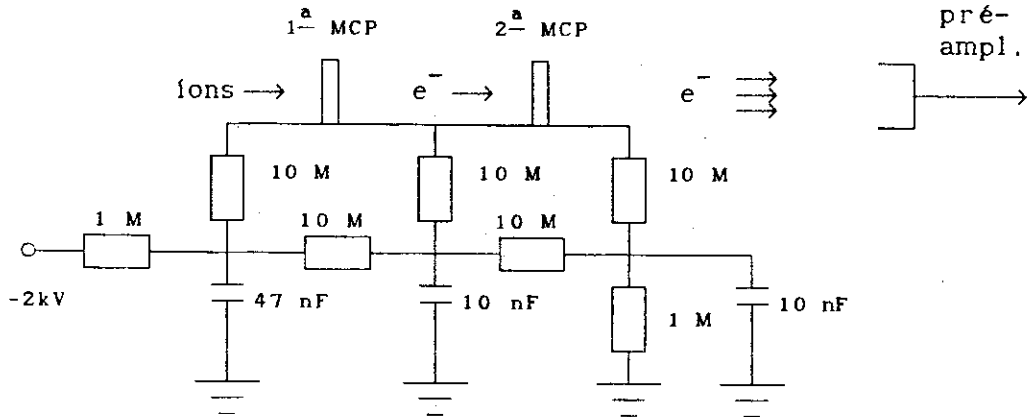 1ª MCP
2ª MCP
pré-
ampl.
íons
e⁻
e⁻
10 M
10 M
10 M
1 M
10 M
10 M
-2kV
47 nF
10 nF
1 M
10 nF